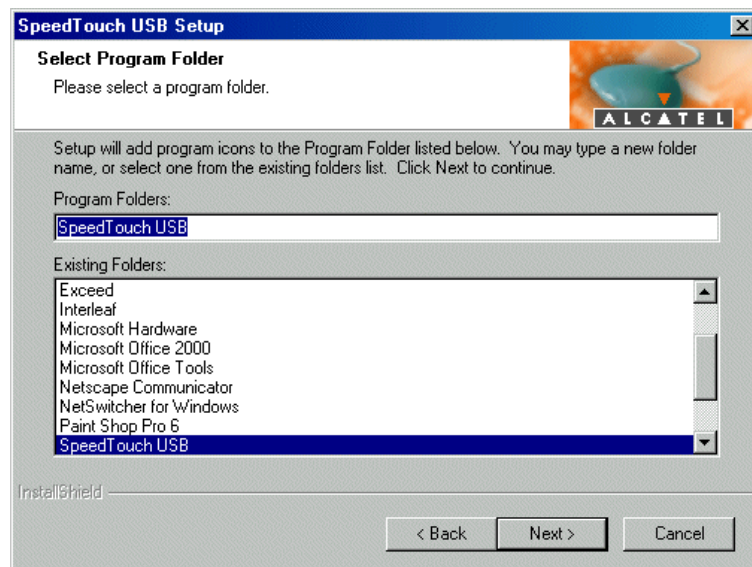 SpeedTouch USB Setup
Select Program Folder
Please select a program folder.
ALCATEL
Setup will add program icons to the Program Folder listed below. You may type a new folder
name, or select one from the existing folders list. Click Next to continue.
Program Folders:
SpeedTouch USB
Existing Folders:
Exceed
Interleaf
Microsoft Hardware
Microsoft Office 2000
Microsoft Office Tools
Netscape Communicator
NetSwitcher for Windows
Paint Shop Pro 6
SpeedTouch USB
InstallShield
< Back Next > Cancel